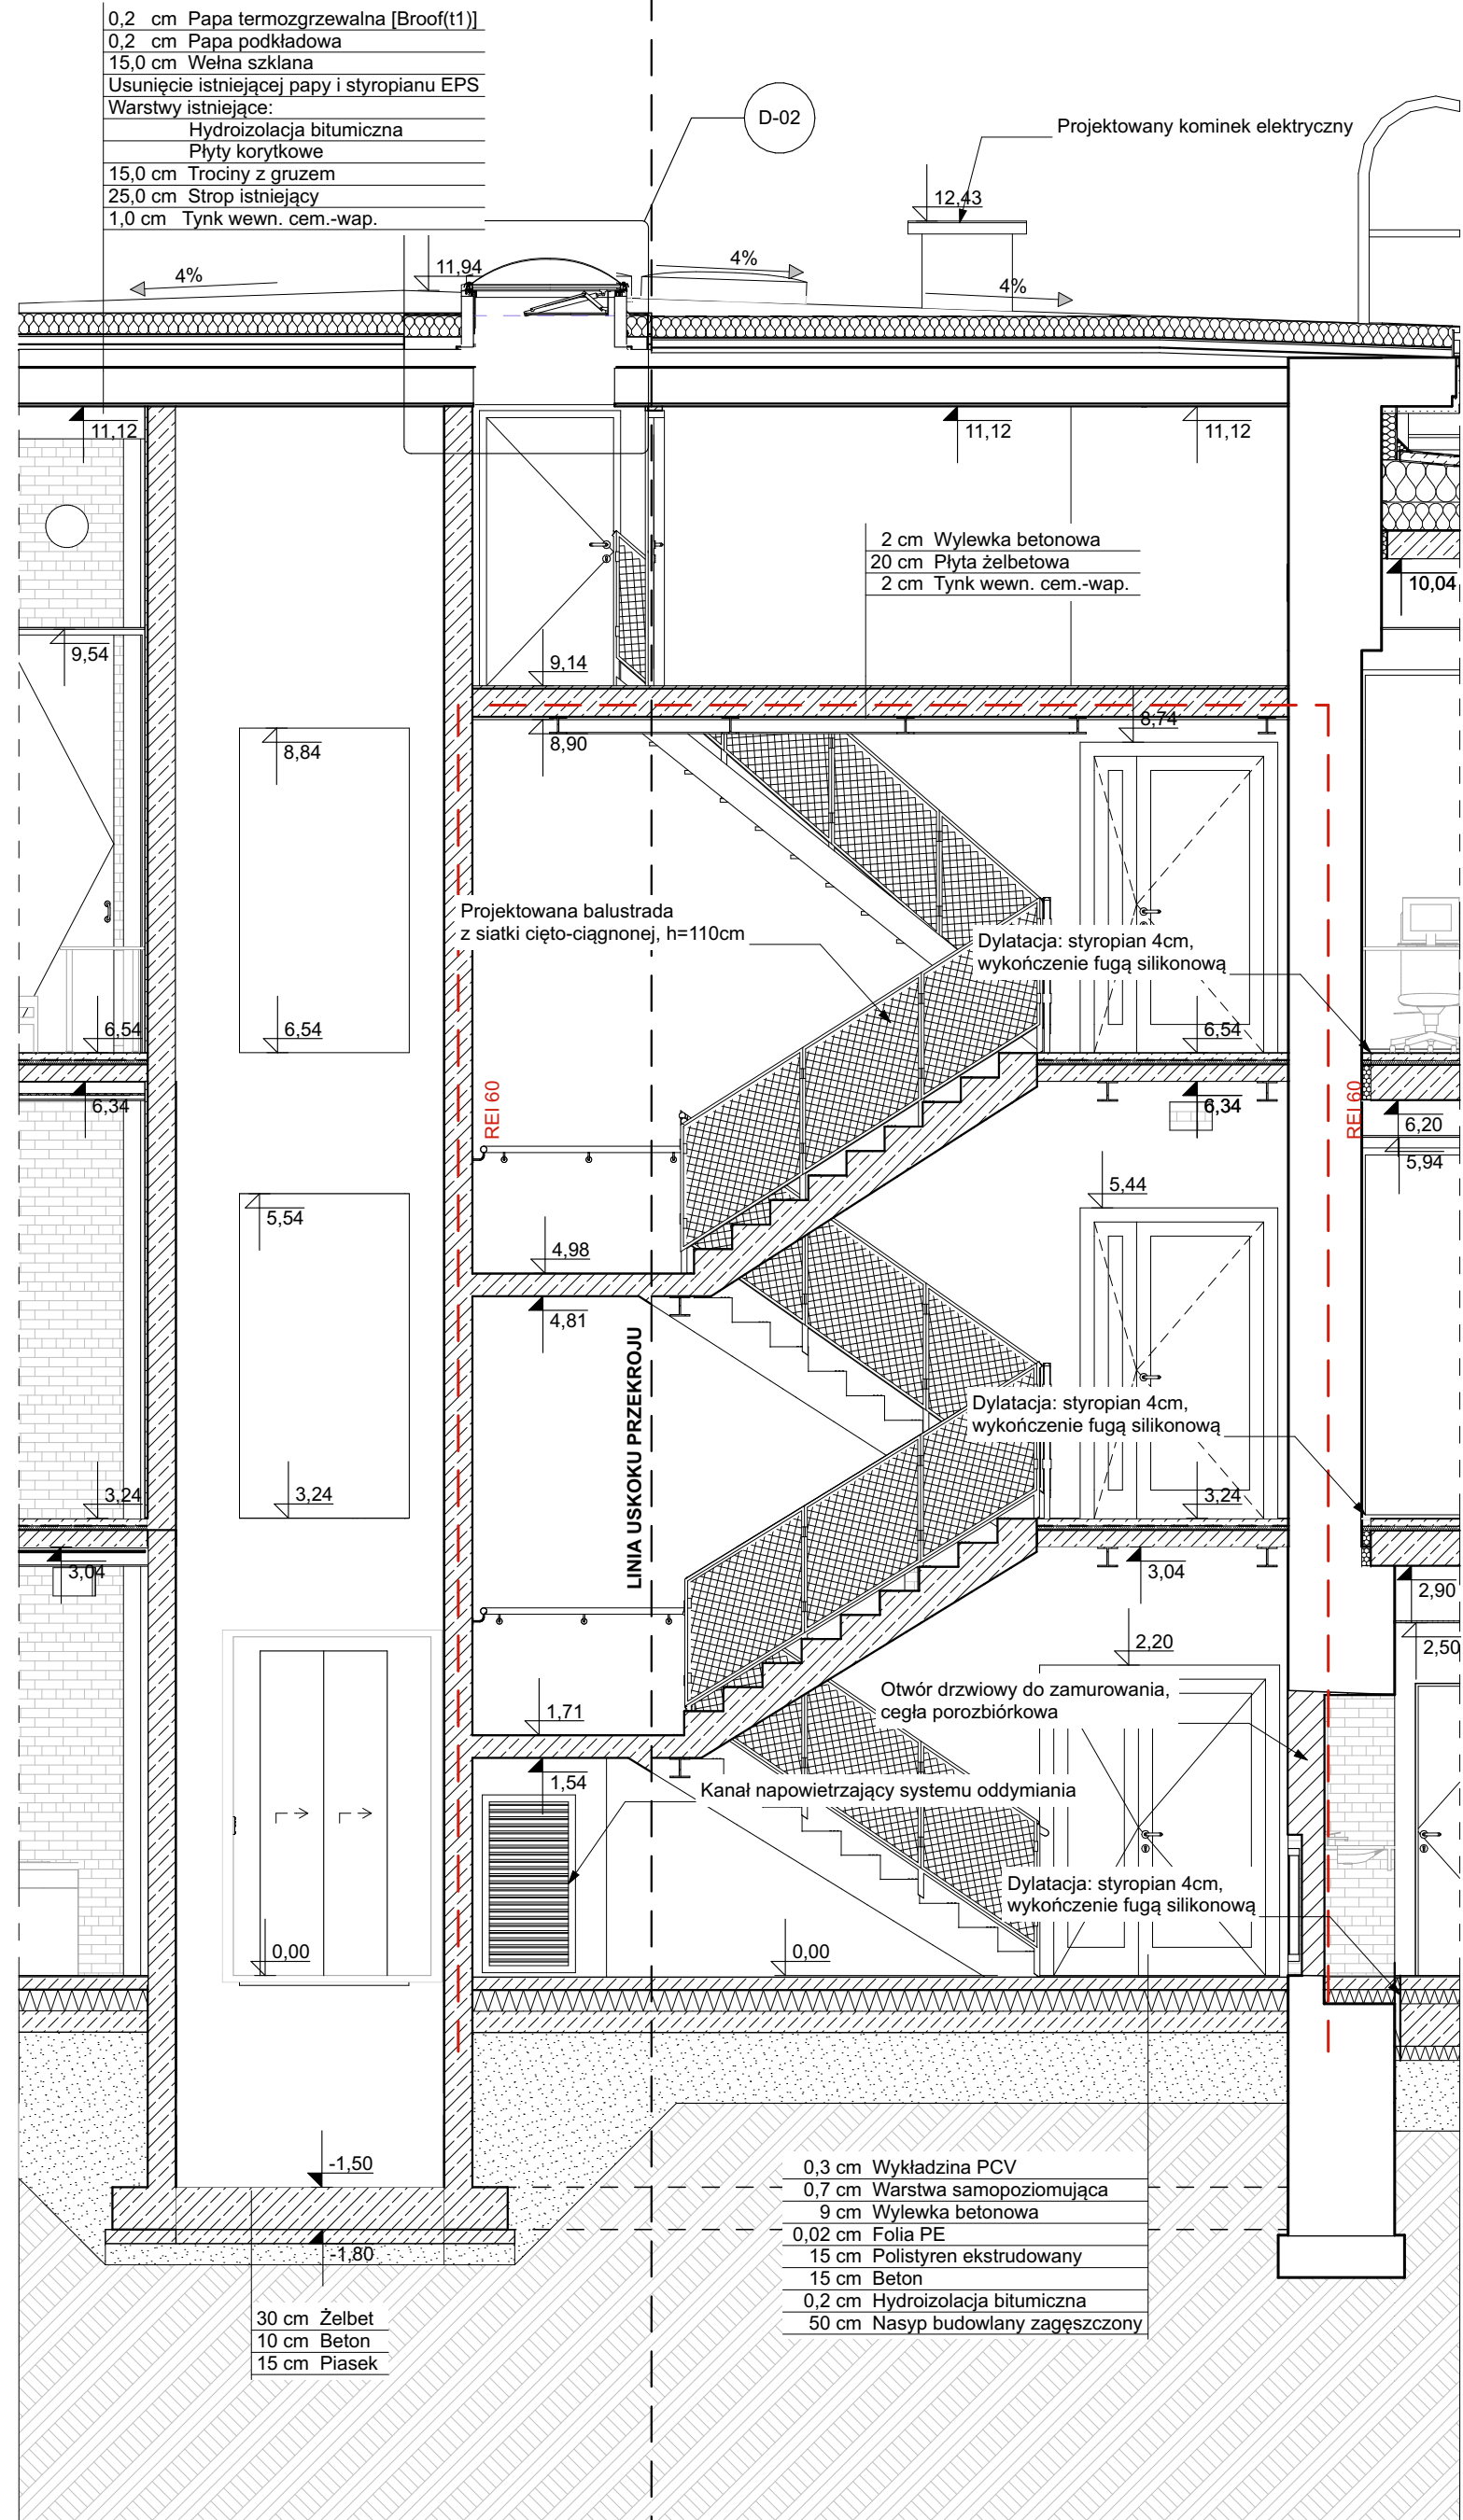 0,2 cm Papa termozgrzewalna [Broof(t1)]
0,2 cm Papa podkładowa
15,0 cm Wełna szklana
Usunięcie istniejącej papy i styropianu EPS
Warstwy istniejące:
Hydroizolacja bitumiczna
Płyty korytkowe
15,0 cm Trociny z gruzem
25,0 cm Strop istniejący
1,0 cm Tynk wewn. cem.-wap.
D-02
Projektowany kominek elektryczny
12,43
4%
11,94
4%
4%
11,12
11,12
11,12
2 cm Wylewka betonowa
20 cm Płyta żelbetowa
2 cm Tynk wewn. cem.-wap.
10,04
9,54
9,14
8,84
8,90
8,74
Projektowana balustrada
z siatki cięto-ciągnonej, h=110cm
Dylatacja: styropian 4cm,
wykończenie fugą silikonową
6,54
6,54
6,54
6,34
REI 60
6,34
REI 60
6,20
5,94
5,54
5,44
4,98
4,81
LINIA USKOKU PRZEKROJU
Dylatacja: styropian 4cm,
wykończenie fugą silikonową
3,24
3,24
3,24
3,04
3,04
2,90
2,50
2,20
Otwór drzwiowy do zamurowania,
cegła porozbiórkowa
1,71
1,54
Kanał napowietrzający systemu oddymiania
Dylatacja: styropian 4cm,
wykończenie fugą silikonową
0,00
0,00
-1,50
-1,80
0,3 cm Wykładzina PCV
0,7 cm Warstwa samopoziomująca
9 cm Wylewka betonowa
0,02 cm Folia PE
15 cm Polistyren ekstrudowany
15 cm Beton
0,2 cm Hydroizolacja bitumiczna
50 cm Nasyp budowlany zagęszczony
30 cm Żelbet
10 cm Beton
15 cm Piasek